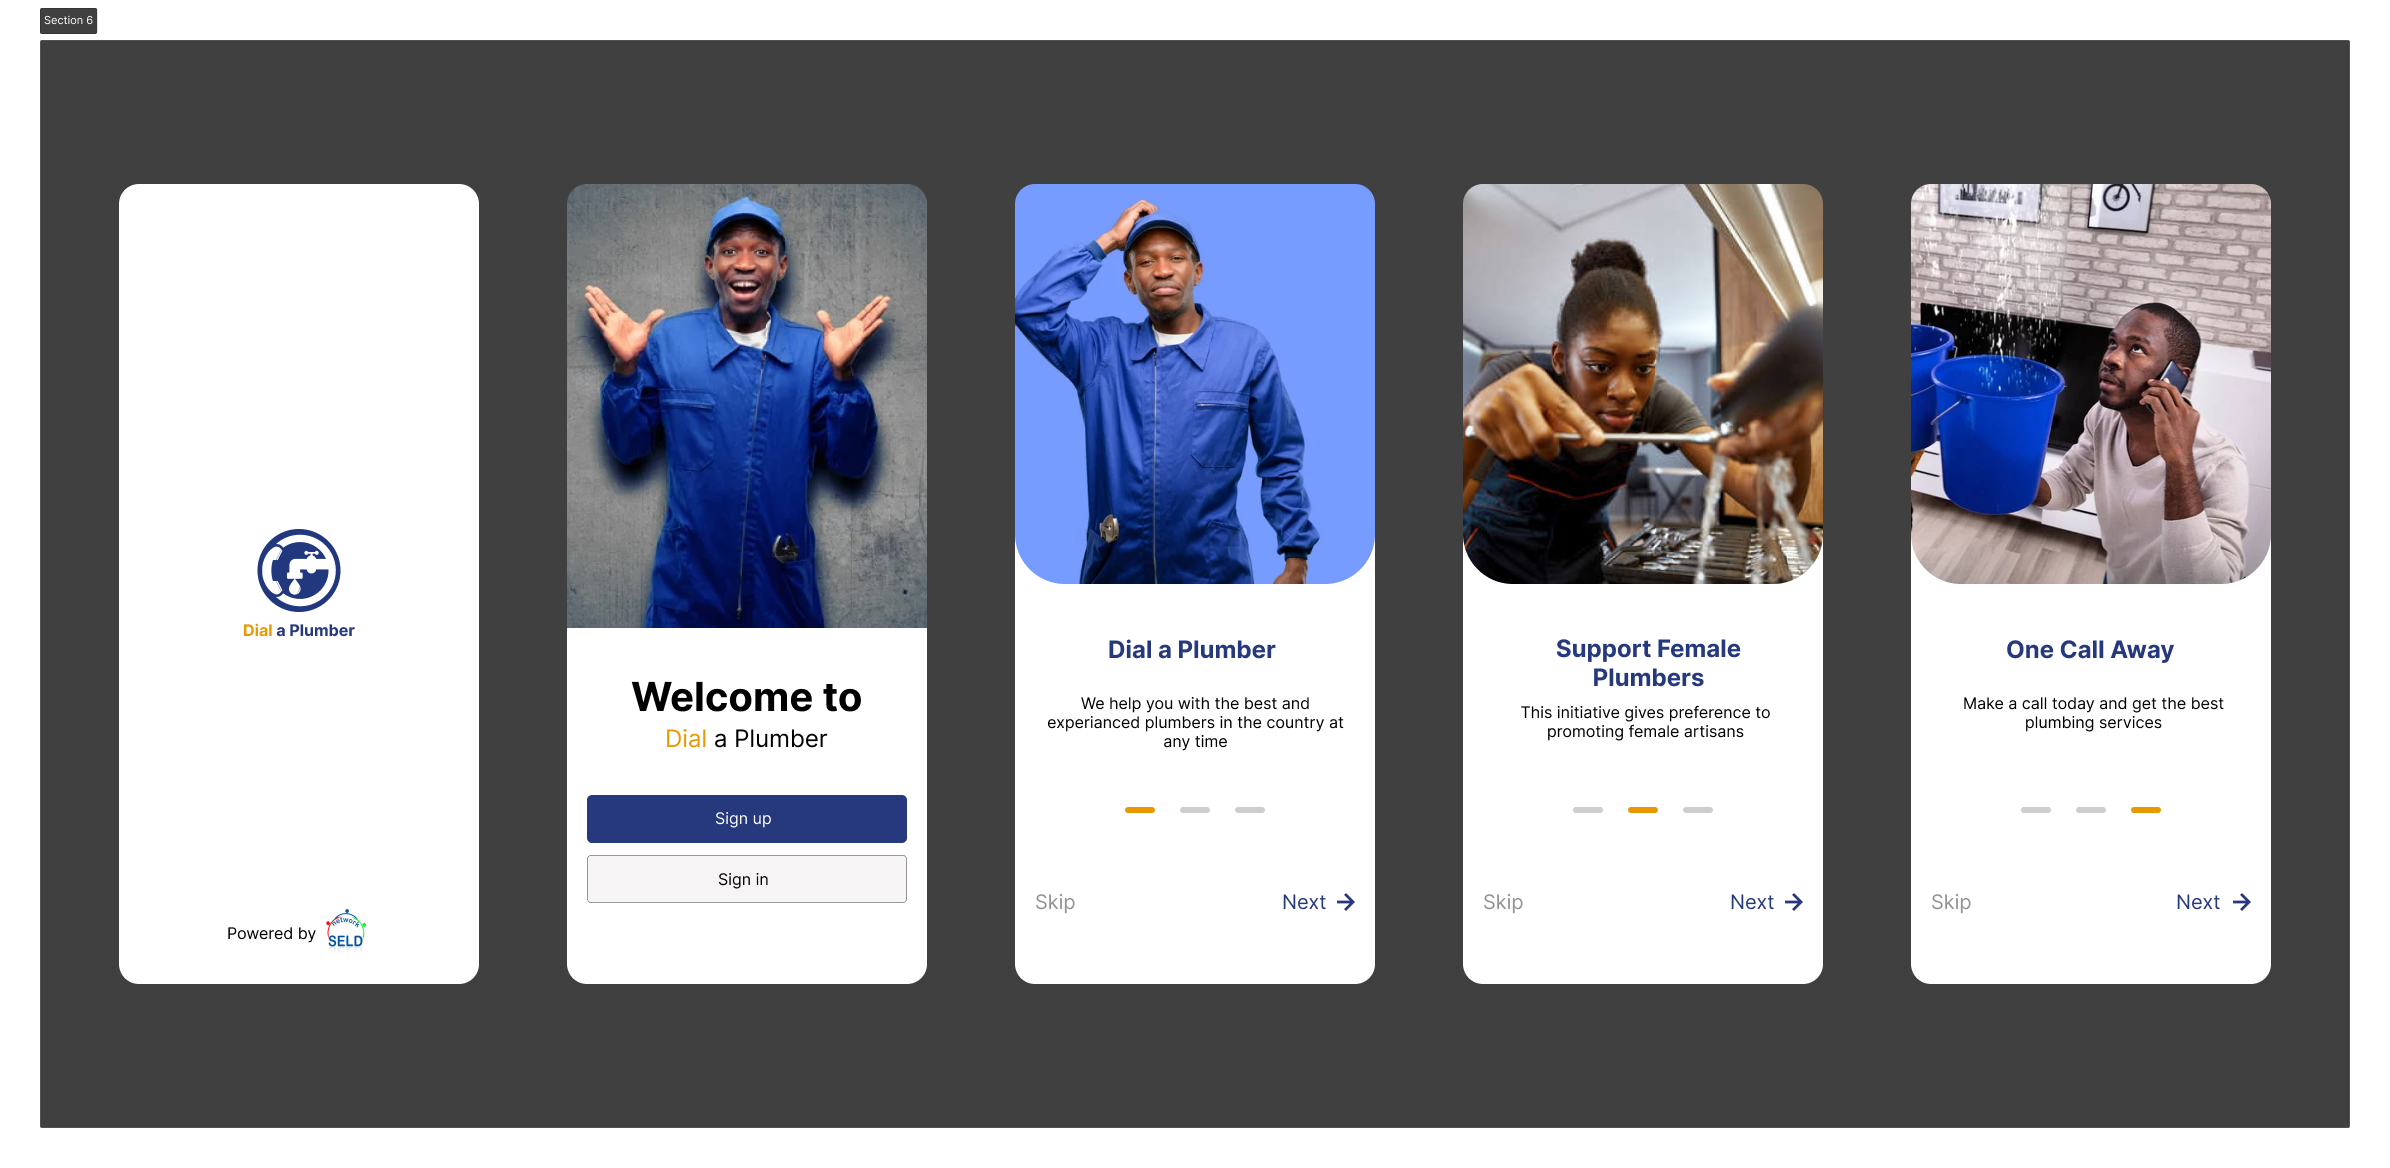 Section 6
Dial a Plumber
Powered by
network
SELD
Welcome to
Dial a Plumber
Sign up
Sign in
Dial a Plumber
We help you with the best and
experianced plumbers in the country at
any time
Skip
Next
Support Female
Plumbers
This initiative gives preference to
promoting female artisans
Skip
Next
One Call Away
Make a call today and get the best
plumbing services
Skip
Next